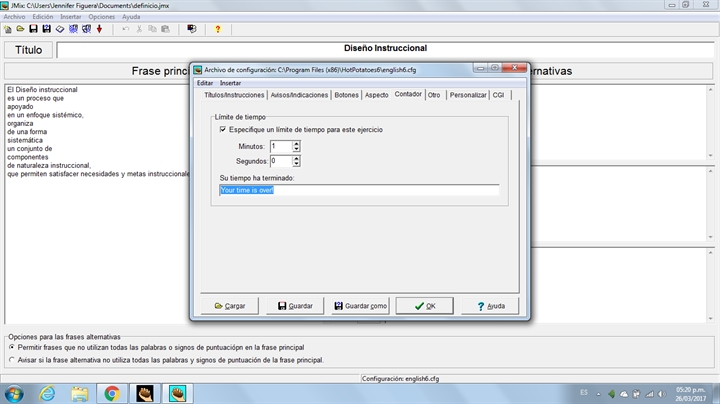 JMix: C:\Users\Jennifer Figuera\Documents\definicio.jmx
Archivo Edición Insertar Opciones Ayuda
Título
Diseño Instruccional
Frase princi
ernativas
El Diseño instruccional
es un proceso que
apoyado
en un enfoque sistémico,
organiza
de una forma
sistemática
un conjunto de
componentes
de naturaleza instruccional,
que permiten satisfacer necesidades y metas instruccionale
Archivo de configuración: C:\Program Files (x86)\HotPotatoes6\english6.cfg
Editar Insertar
Títulos/Instrucciones Avisos/Indicaciones Botones Aspecto Contador Otro Personalizar CGI
Límite de tiempo
Especifique un límite de tiempo para este ejercicio
Minutos: 1
Segundos: 0
Su tiempo ha terminado:
Your time is over!
Cargar Guardar Guardar como OK Ayuda
Opciones para las frases alternativas
Permitir frases que no utilizan todas las palabras o signos de puntuaciópn en la frase principal
Avisar si la frase alternativa no utiliza todas las palabras y signos de puntuación de la frase principal.
Configuración: english6.cfg
ES
05:20 p.m.
26/03/2017